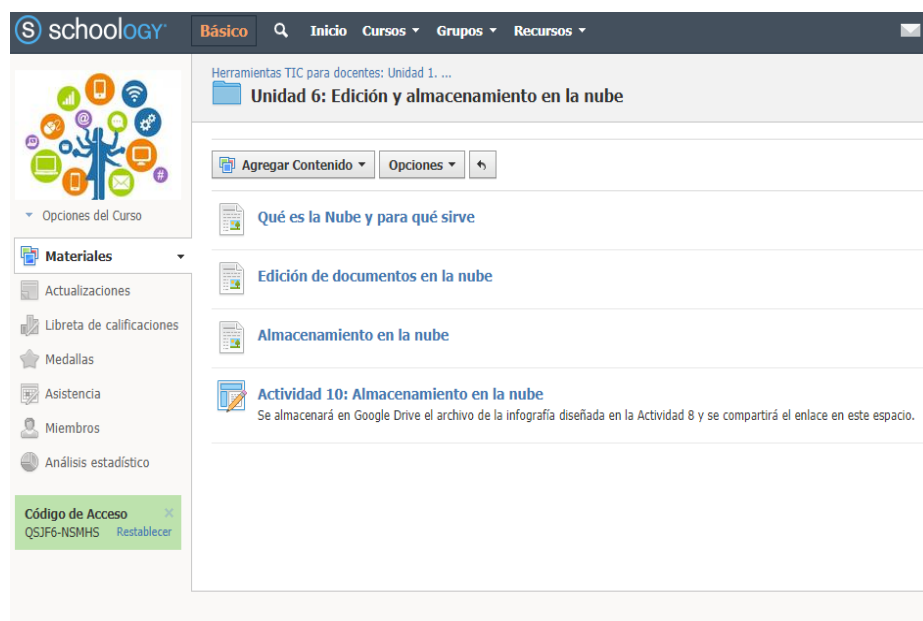 S schoology
Básico Inicio Cursos Grupos Recursos
Herramientas TIC para docentes: Unidad 1. ...
Unidad 6: Edición y almacenamiento en la nube
Agregar Contenido Opciones
Opciones del Curso
Materiales
Actualizaciones
Libreta de calificaciones
Medallas
Asistencia
Miembros
Análisis estadístico
Código de Acceso
QSJF6-NSMHS Restablecer
Qué es la Nube y para qué sirve
Edición de documentos en la nube
Almacenamiento en la nube
Actividad 10: Almacenamiento en la nube
Se almacenará en Google Drive el archivo de la infografía diseñada en la Actividad 8 y se compartirá el enlace en este espacio.